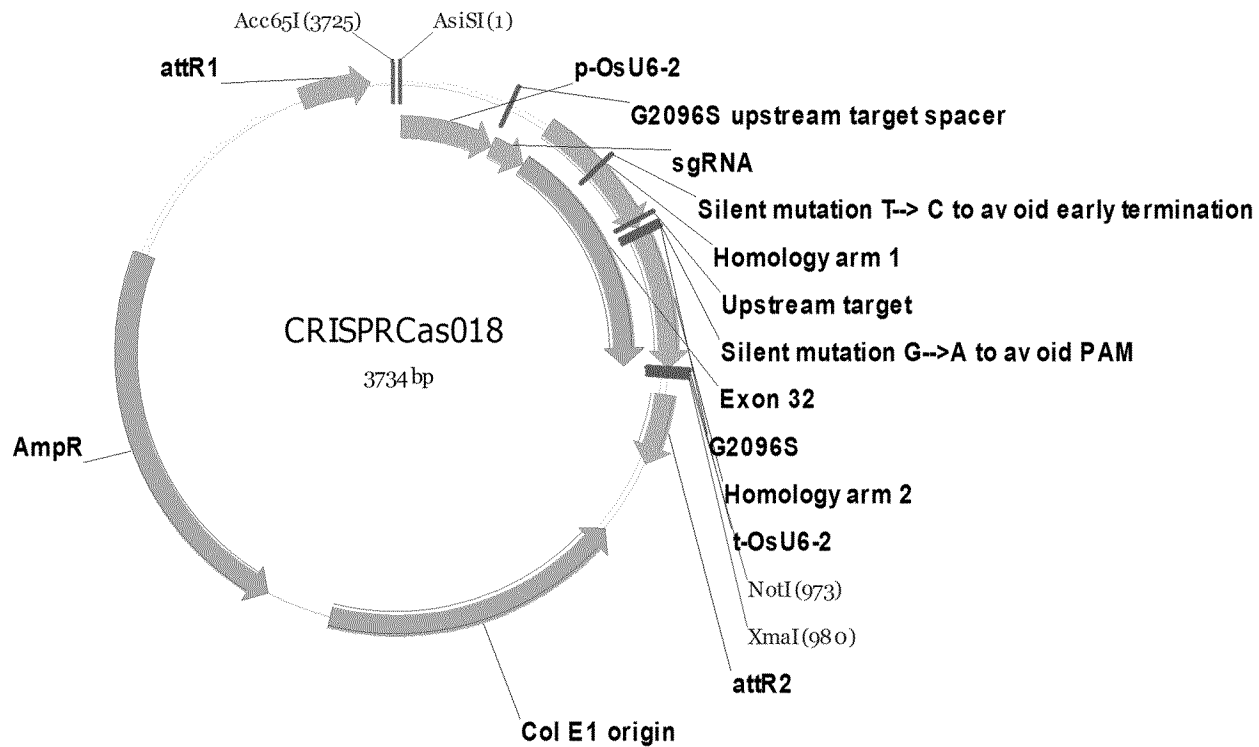 Acc65I (3725)
AsiSI (1)
attR1
p-OsU6-2
G2096S upstream target spacer
sgRNA
Silent mutation T--> C to av oid early termination
Homology arm 1
Upstream target
Silent mutation G-->A to av oid PAM
Exon 32
G2096S
Homology arm 2
t-OsU6-2
NotI (973)
XmaI (980)
attR2
Col E1 origin
AmpR
CRISPRCas018
3734 bp